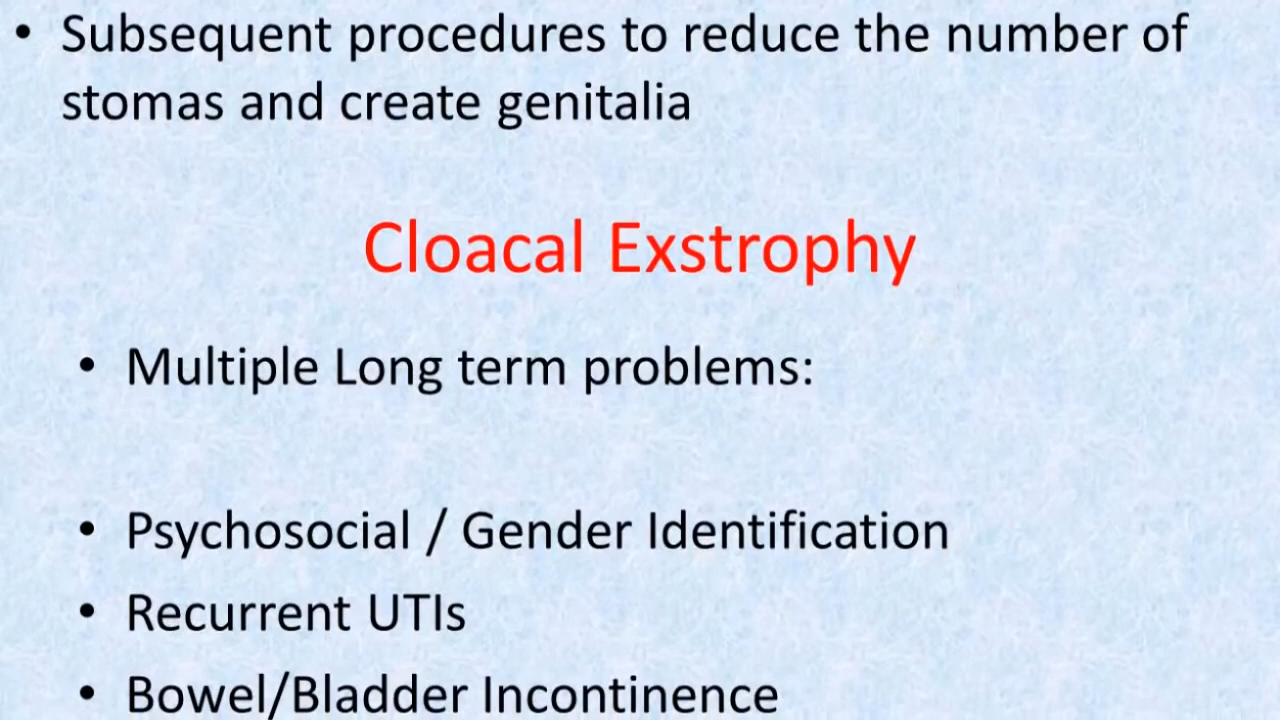 • Subsequent procedures to reduce the number of
stomas and create genitalia
Cloacal Exstrophy
• Multiple Long term problems:
• Psychosocial / Gender Identification
• Recurrent UTIs
• Bowel/Bladder Incontinence